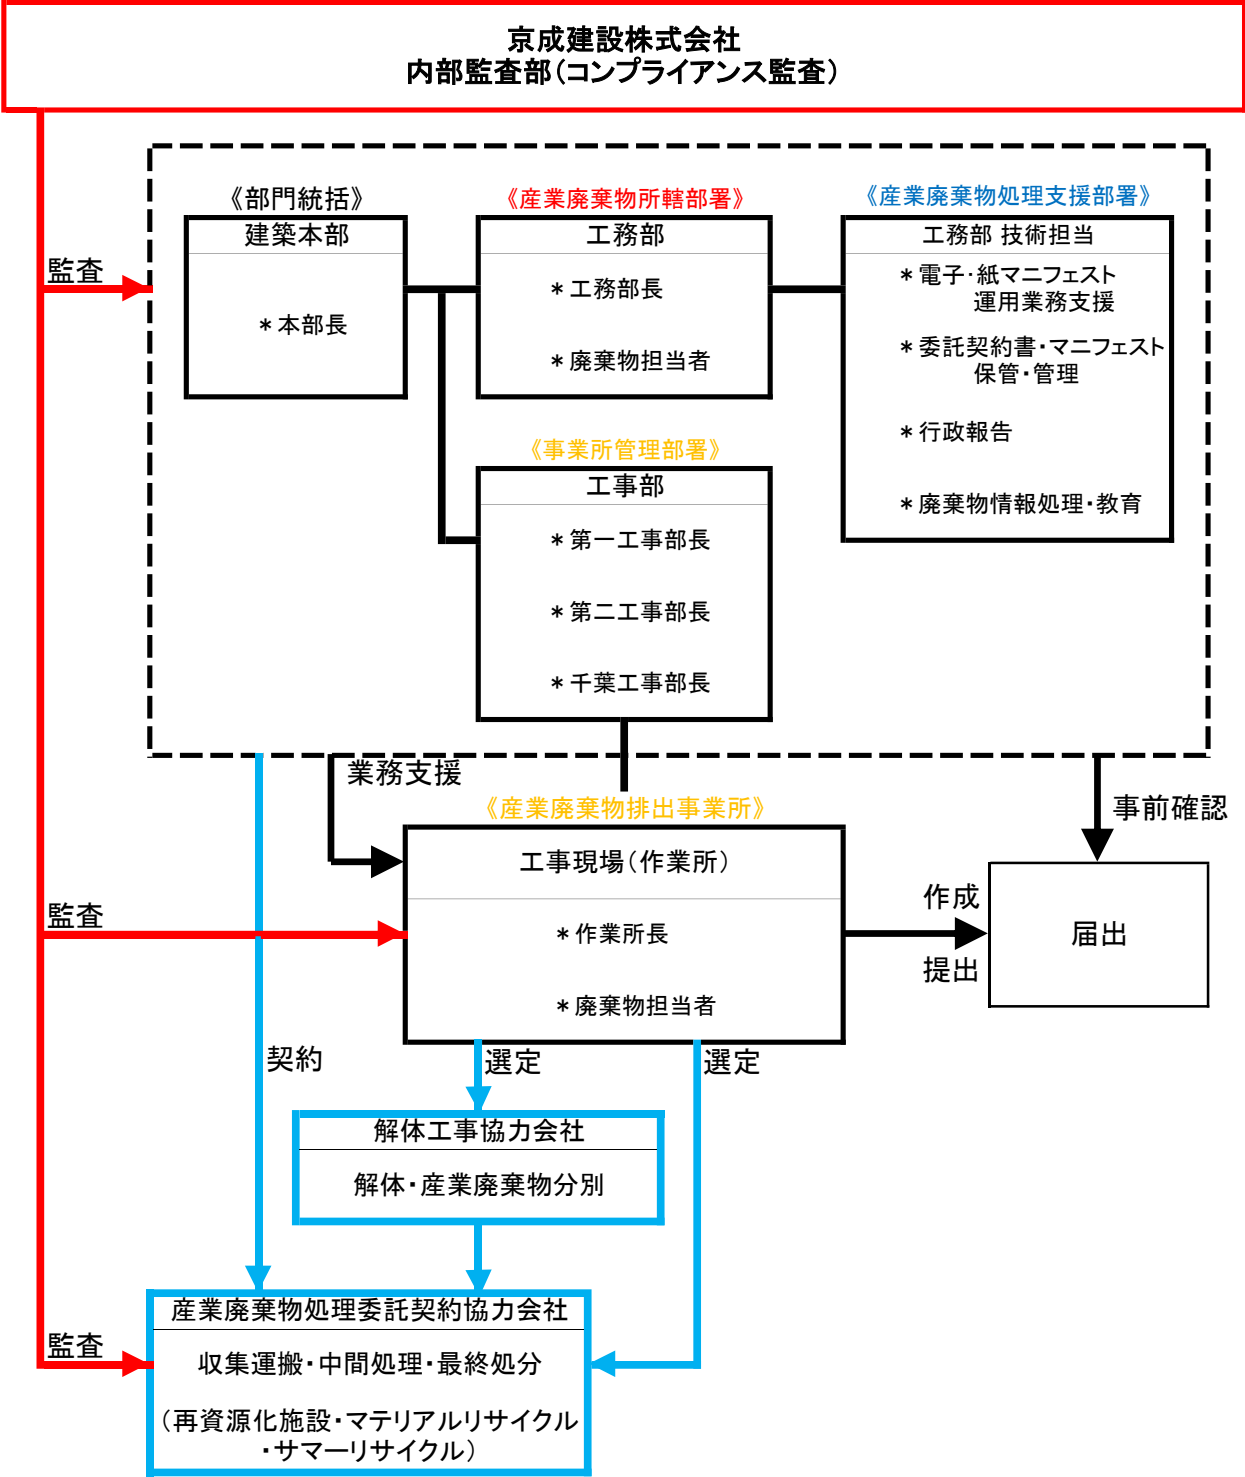 京成建設株式会社
内部監査部（コンプライアンス監査）
《部門統括》
建築本部
＊本部長
《産業廃棄物所轄部署》
工務部
＊工務部長
＊廃棄物担当者
《産業廃棄物処理支援部署》
工務部 技術担当
＊電子・紙マニフェスト
運用業務支援
＊委託契約書・マニフェスト
保管・管理
＊行政報告
＊廃棄物情報処理・教育
監査
《事業所管理部署》
工事部
＊第一工事部長
＊第二工事部長
＊千葉工事部長
業務支援
《産業廃棄物排出事業所》
工事現場（作業所）
＊作業所長
＊廃棄物担当者
事前確認
作成
提出
届出
監査
契約
選定
選定
解体工事協力会社
解体・産業廃棄物分別
産業廃棄物処理委託契約協力会社
収集運搬・中間処理・最終処分
（再資源化施設・マテリアルリサイクル
・サマーリサイクル）
監査